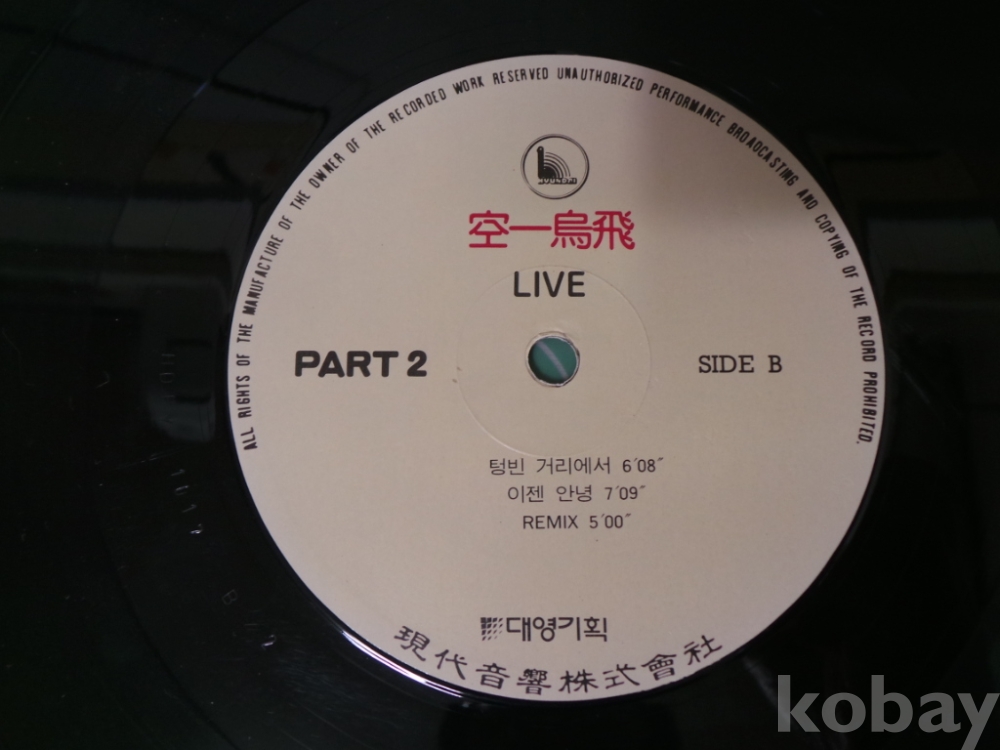 ALL RIGHTS OF THE MANUFACTURE OF THE OWNER OF THE RECORDED WORK RESERVED UNAUTHORIZED PERFORMANCE BROADCASTING AND COPYING OF THE RECORD PROHIBITED.
空一烏飛
LIVE
PART 2
SIDE B
텅빈 거리에서 6′08″
이젠 안녕 7′09″
REMIX 5′00″
대영기획
現代音響株式會社
kobay